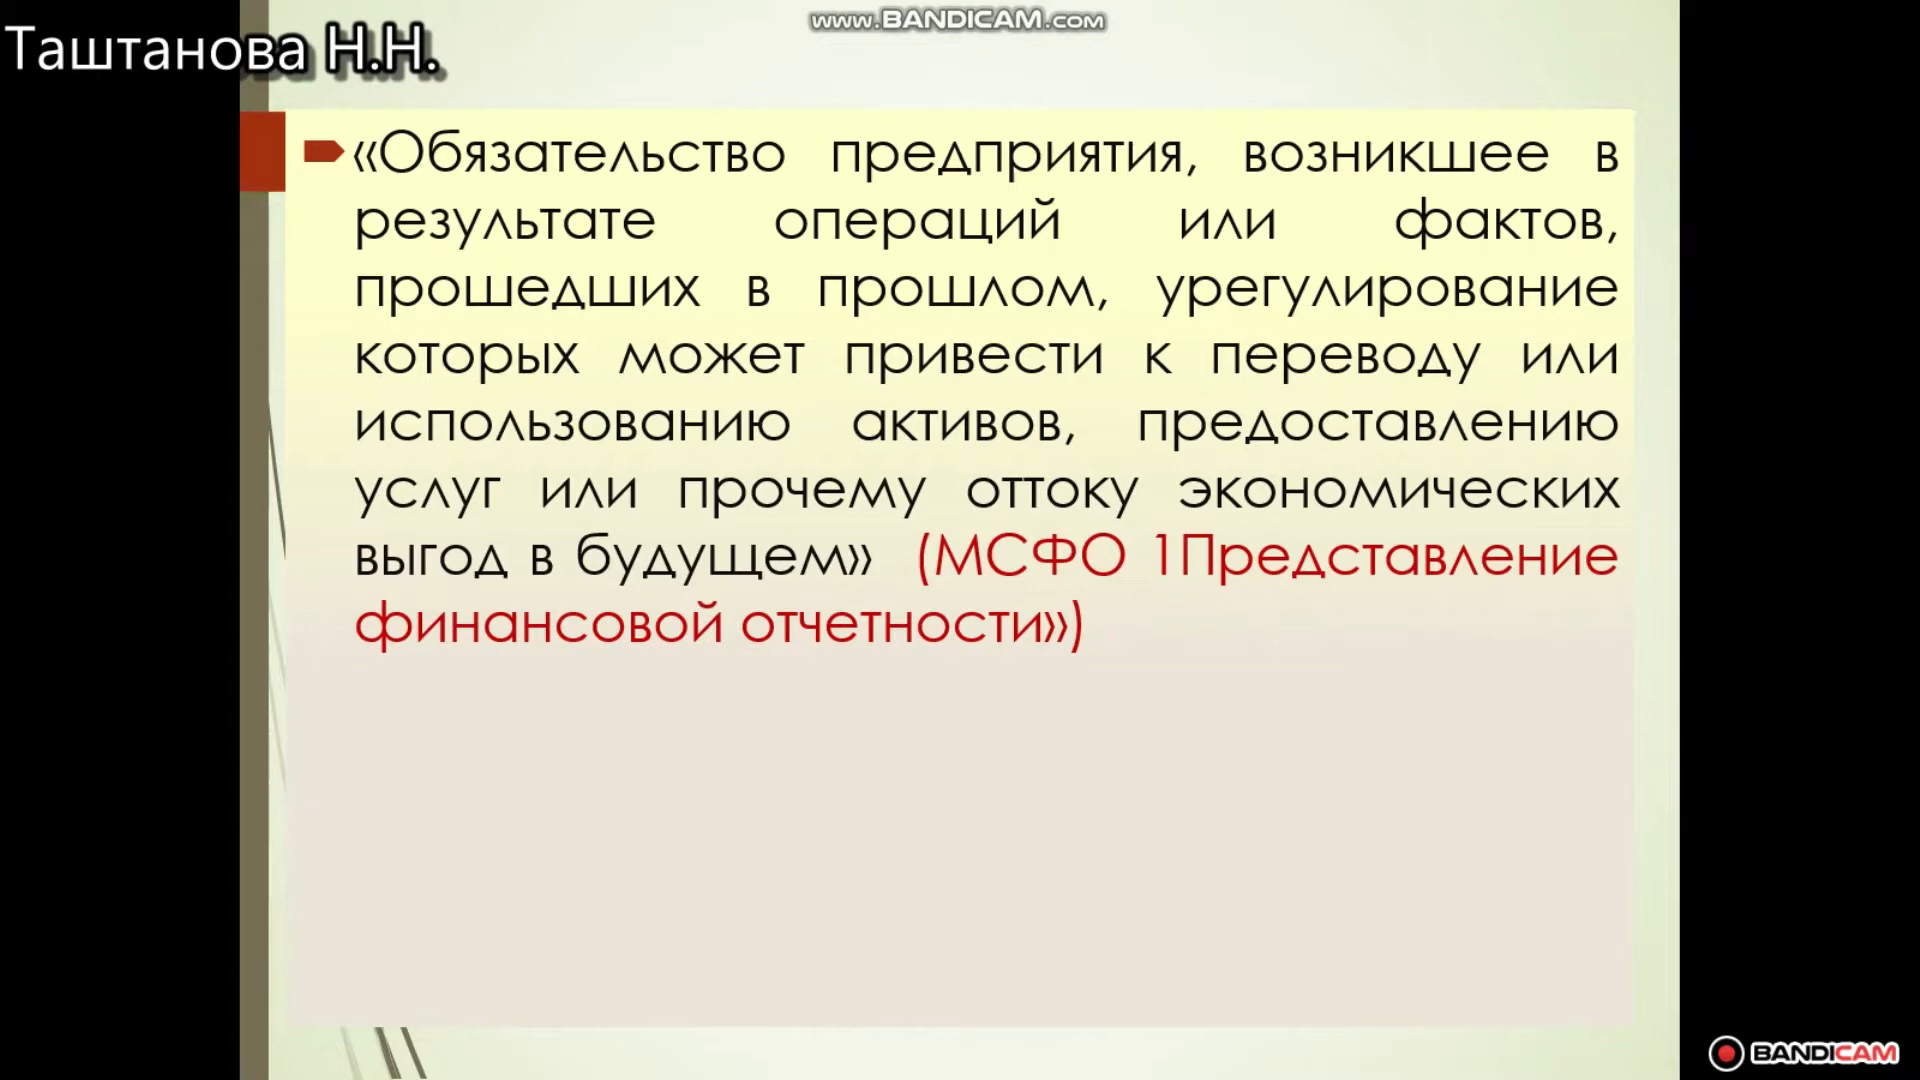 www.BANDICAM.com
Таштанова Н.Н.
«Обязательство предприятия, возникшее в
результате операций или фактов,
прошедших в прошлом, урегулирование
которых может привести к переводу или
использованию активов, предоставлению
услуг или прочему оттоку экономических
выгод в будущем» (МСФО 1Представление
финансовой отчетности»)
BANDICAM